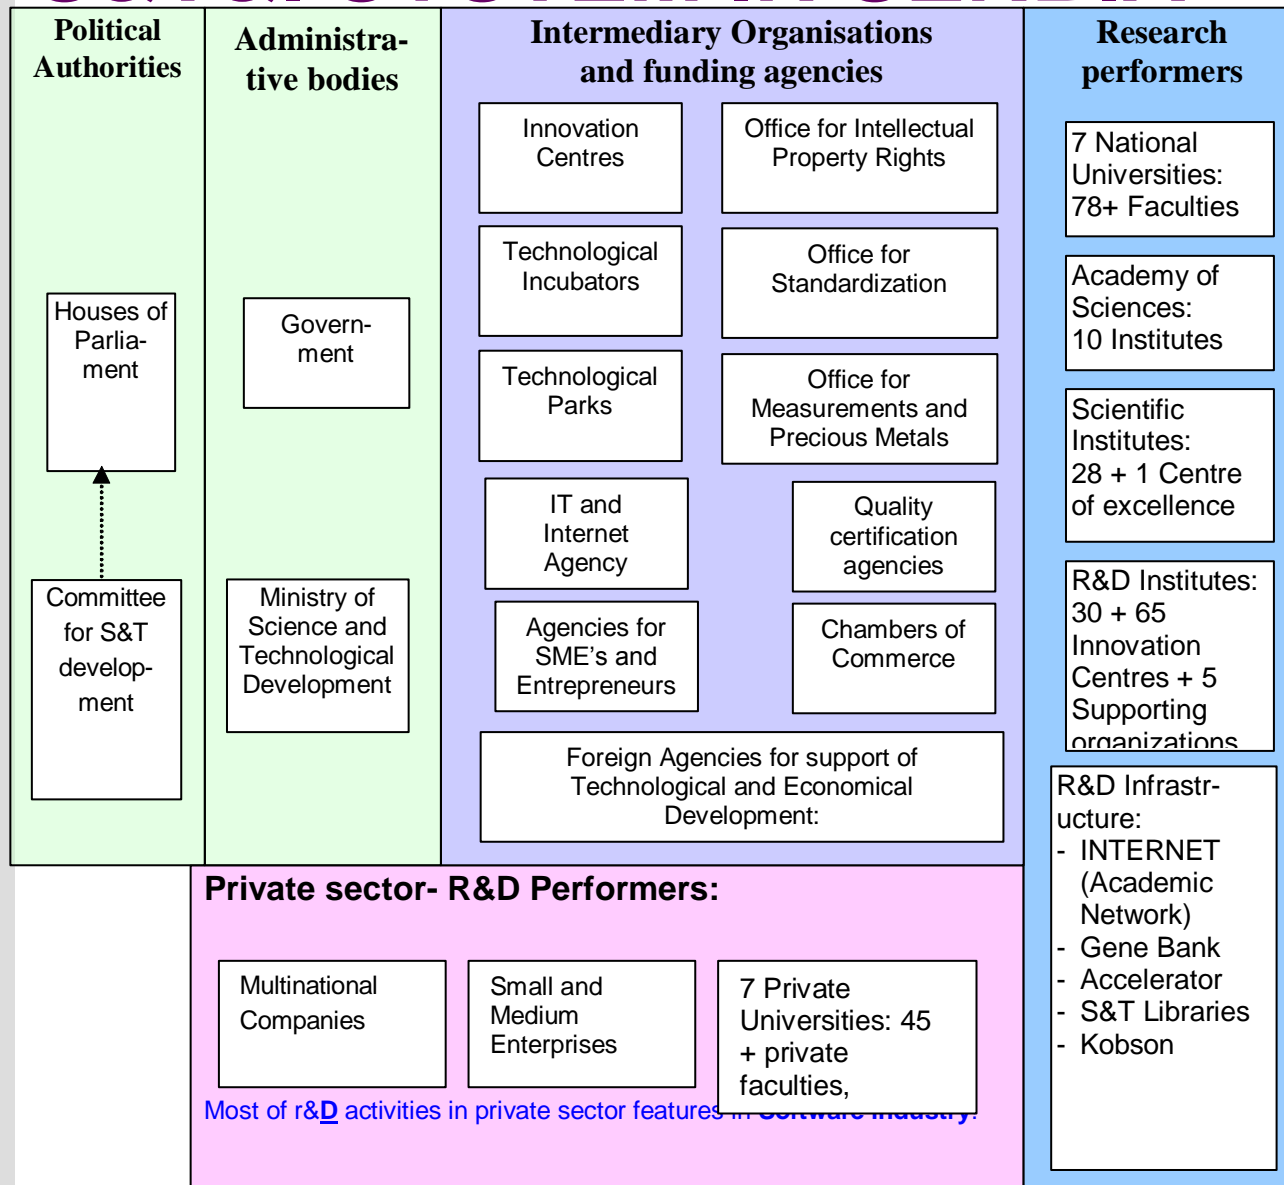 Political
Authorities
Houses of
Parlia-
ment
Committee
for S&T
develop-
ment
Administra-
tive bodies
Govern-
ment
Ministry of
Science and
Technological
Development
Intermediary Organisations
and funding agencies
Innovation
Centres
Office for Intellectual
Property Rights
Technological
Incubators
Office for
Standardization
Technological
Parks
Office for
Measurements and
Precious Metals
IT and
Internet
Agency
Quality
certification
agencies
Agencies for
SME's and
Entrepreneurs
Chambers of
Commerce
Foreign Agencies for support of
Technological and Economical
Development:
Research
performers
7 National
Universities:
78+ Faculties
Academy of
Sciences:
10 Institutes
Scientific
Institutes:
28 + 1 Centre
of excellence
R&D Institutes:
30 + 65
Innovation
Centres + 5
Supporting
organizations
R&D Infrastr-
ucture:
- INTERNET
(Academic
Network)
- Gene Bank
- Accelerator
- S&T Libraries
- Kobson
Private sector- R&D Performers:
Multinational
Companies
Small and
Medium
Enterprises
7 Private
Universities: 45
+ private
faculties,
Most of r&D activities in private sector features in Software Industry.